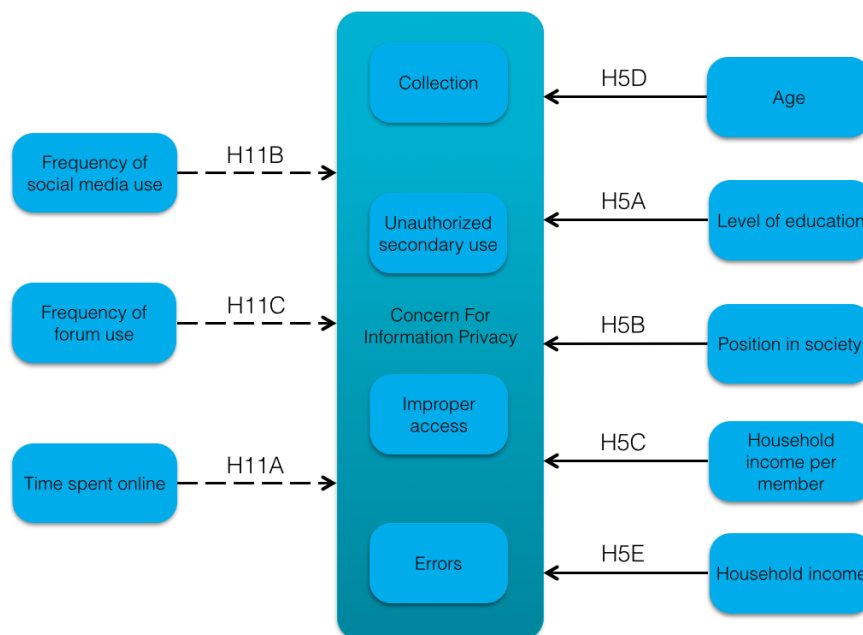 Collection
H5D
Age
Frequency of
social media use
H11B
Unauthorized
secondary use
H5A
Level of education
Frequency of
forum use
H11C
Concern For
Information Privacy
H5B
Position in society
Improper
access
H5C
Household
income per
member
Time spent online
H11A
Errors
H5E
Household income